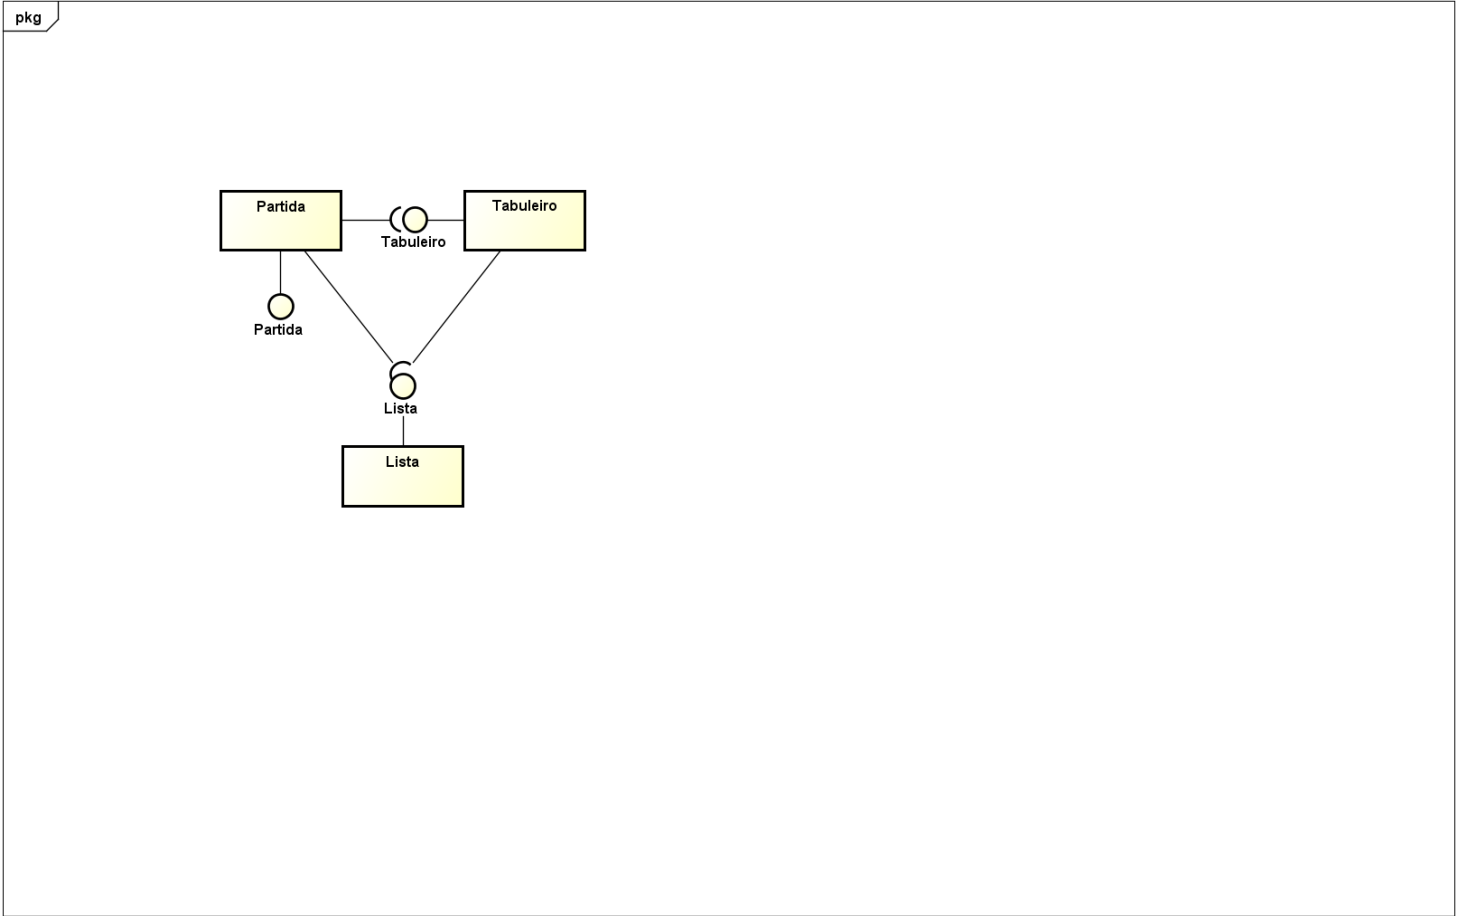 pkg
Partida
Tabuleiro
Tabuleiro
Partida
Lista
Lista